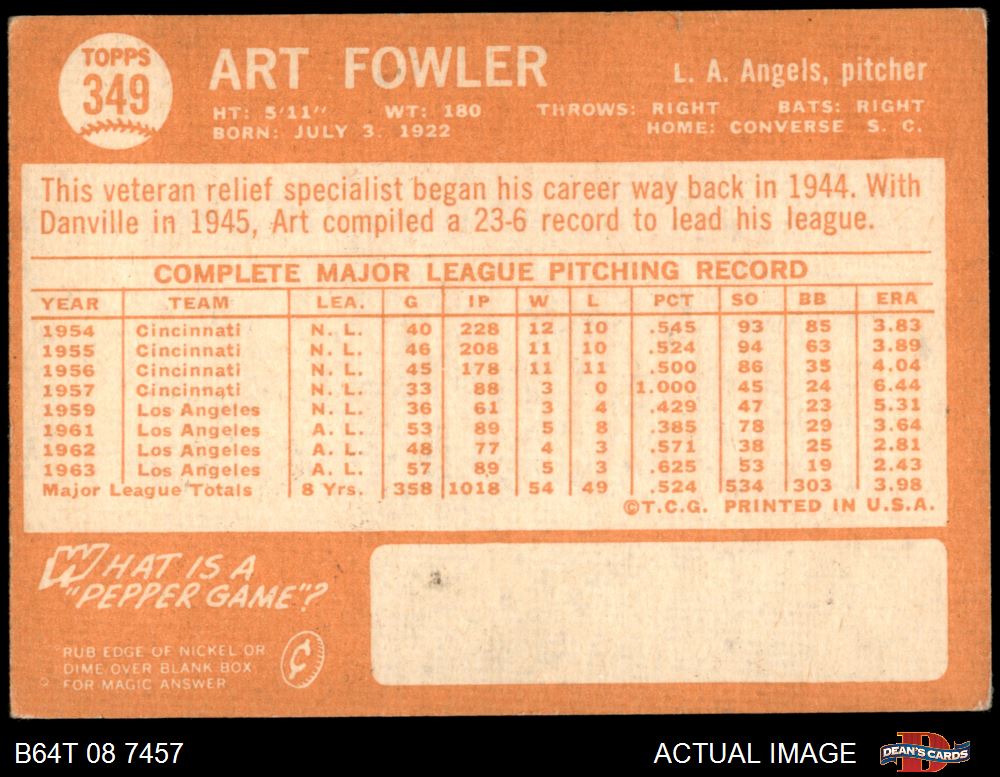 TOPPS
349
ART FOWLER
L. A. Angels, pitcher
HT: 5'11" WT: 180 THROWS: RIGHT BATS: RIGHT
BORN: JULY 3, 1922 HOME: CONVERSE S. C.
This veteran relief specialist began his career way back in 1944. With
Danville in 1945, Art compiled a 23-6 record to lead his league.
COMPLETE MAJOR LEAGUE PITCHING RECORD
YEAR TEAM LEA. G IP W L PCT SO BB ERA
1954 Cincinnati N. L. 40 228 12 10 .545 93 85 3.83
1955 Cincinnati N. L. 46 208 11 10 .524 94 63 3.89
1956 Cincinnati N. L. 45 178 11 11 .500 86 35 4.04
1957 Cincinnati N. L. 33 88 3 0 1.000 45 24 6.44
1959 Los Angeles N. L. 36 61 3 4 .429 47 23 5.31
1961 Los Angeles A. L. 53 89 5 8 .385 78 29 3.64
1962 Los Angeles A. L. 48 77 4 3 .571 38 25 2.81
1963 Los Angeles A. L. 57 89 5 3 .625 53 19 2.43
Major League Totals 8 Yrs. 358 1018 54 49 .524 534 303 3.98
©T.C.G. PRINTED IN U.S.A.
WHAT IS A
"PEPPER GAME"?
RUB EDGE OF NICKEL OR
DIME OVER BLANK BOX
FOR MAGIC ANSWER
B64T 08 7457
ACTUAL IMAGE
DEAN'S CARDS